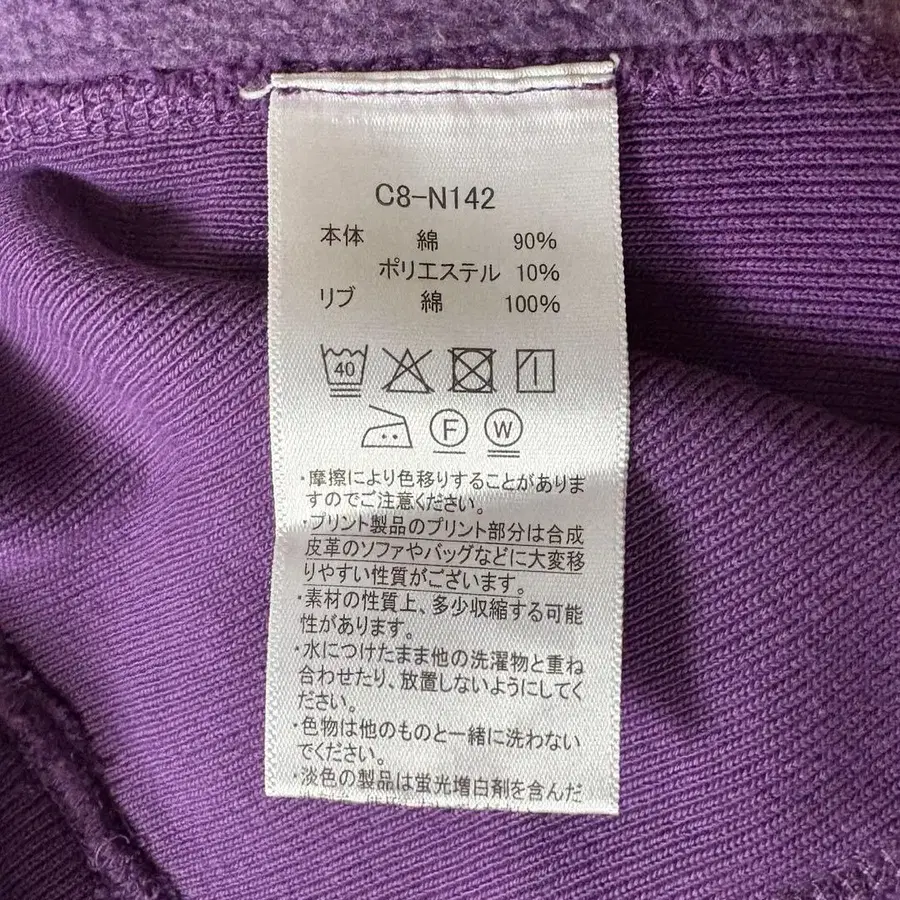 C8-N142
本体 綿 90%
ポリエステル 10%
リブ 綿 100%
40
F W
・摩擦により色移りすることがありま
すのでご注意ください。
・プリント製品のプリント部分は合成
皮革のソファやバッグなどに大変移
りやすい性質がございます。
・素材の性質上、多少収縮する可能
性があります。
・水につけたまま他の洗濯物と重ね
合わせたり、放置しないようにしてく
ださい。
・色物は他のものと一緒に洗わない
でください。
・淡色の製品は蛍光増白剤を含んだ